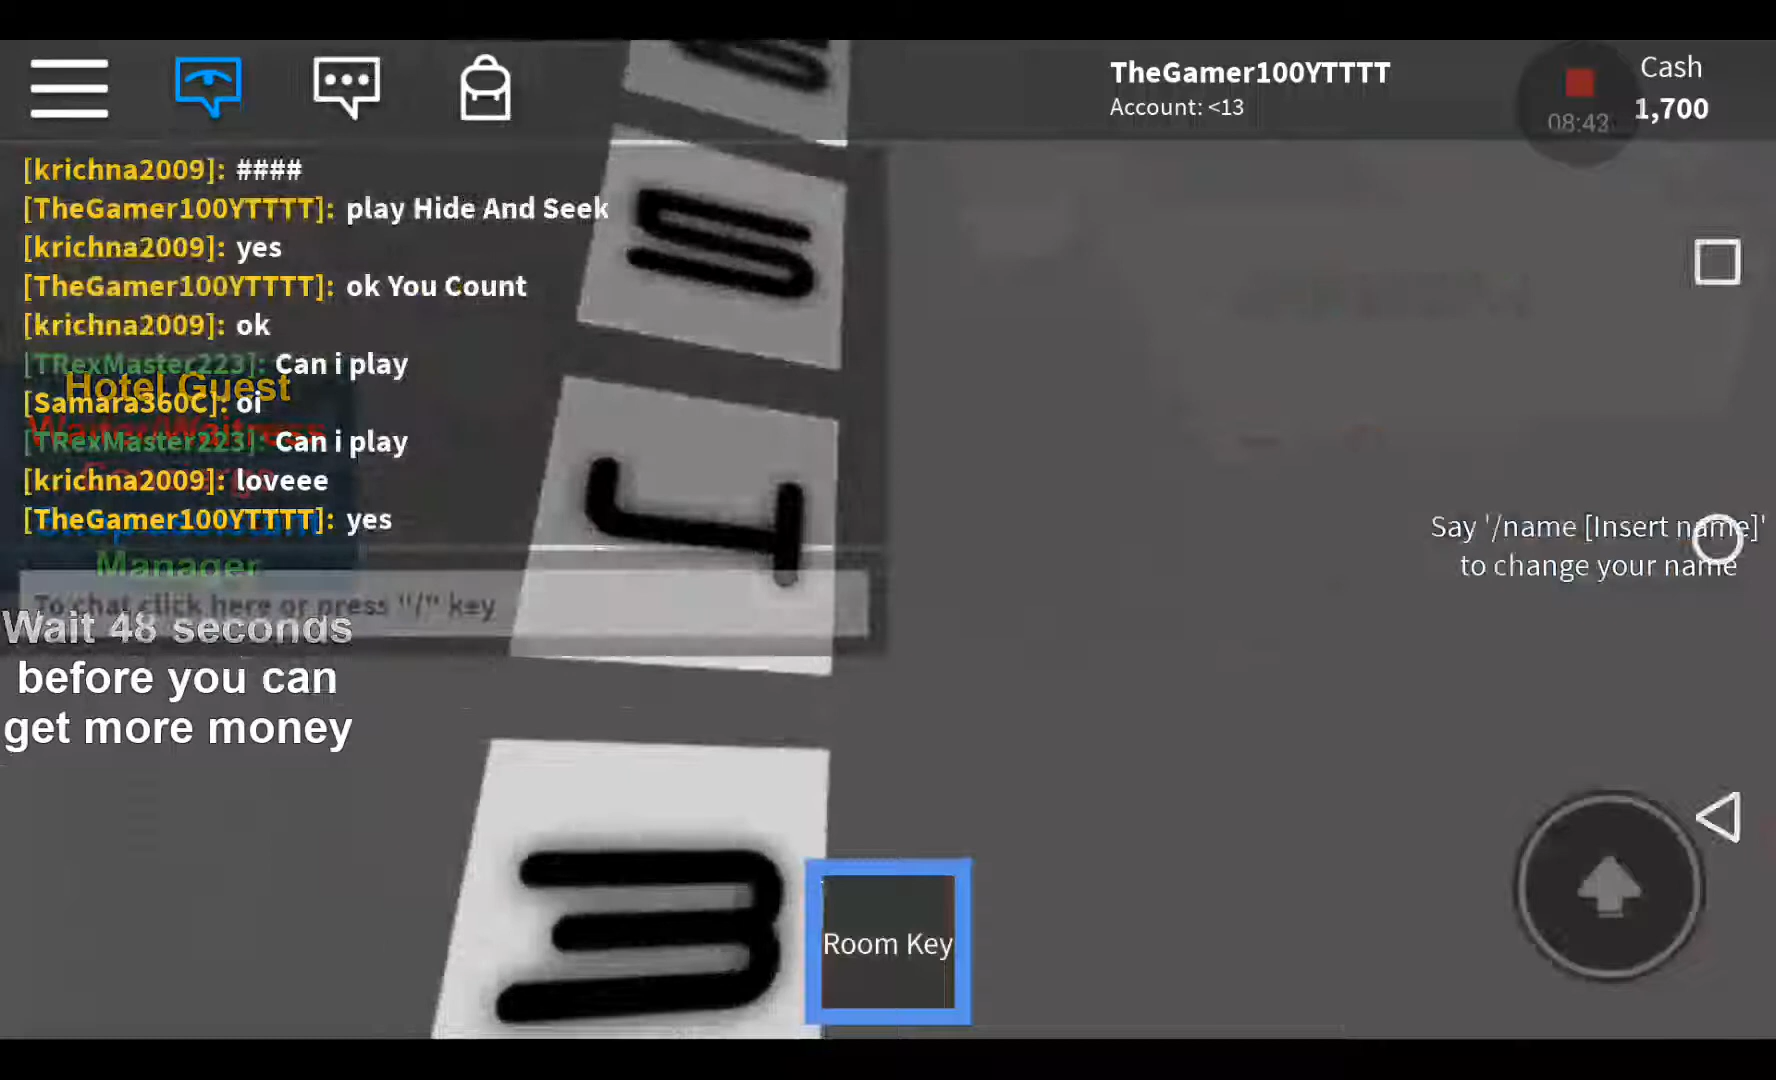 TheGamer100YTTTT
Account: <13
Cash
1,700
08:43
[krichna2009]: ####
[TheGamer100YTTTT]: play Hide And Seek
[krichna2009]: yes
[TheGamer100YTTTT]: ok You Count
[krichna2009]: ok
[TRexMaster223]: Can i play
Hotel Guest
[Samara360C]: oi
Waiter/Waitress
[TRexMaster223]: Can i play
[krichna2009]: loveee
[TheGamer100YTTTT]: yes
Manager
To chat click here or press "/" key
Wait 48 seconds
before you can
get more money
Say '/name [Insert name]'
to change your name
5
4
3
Room Key